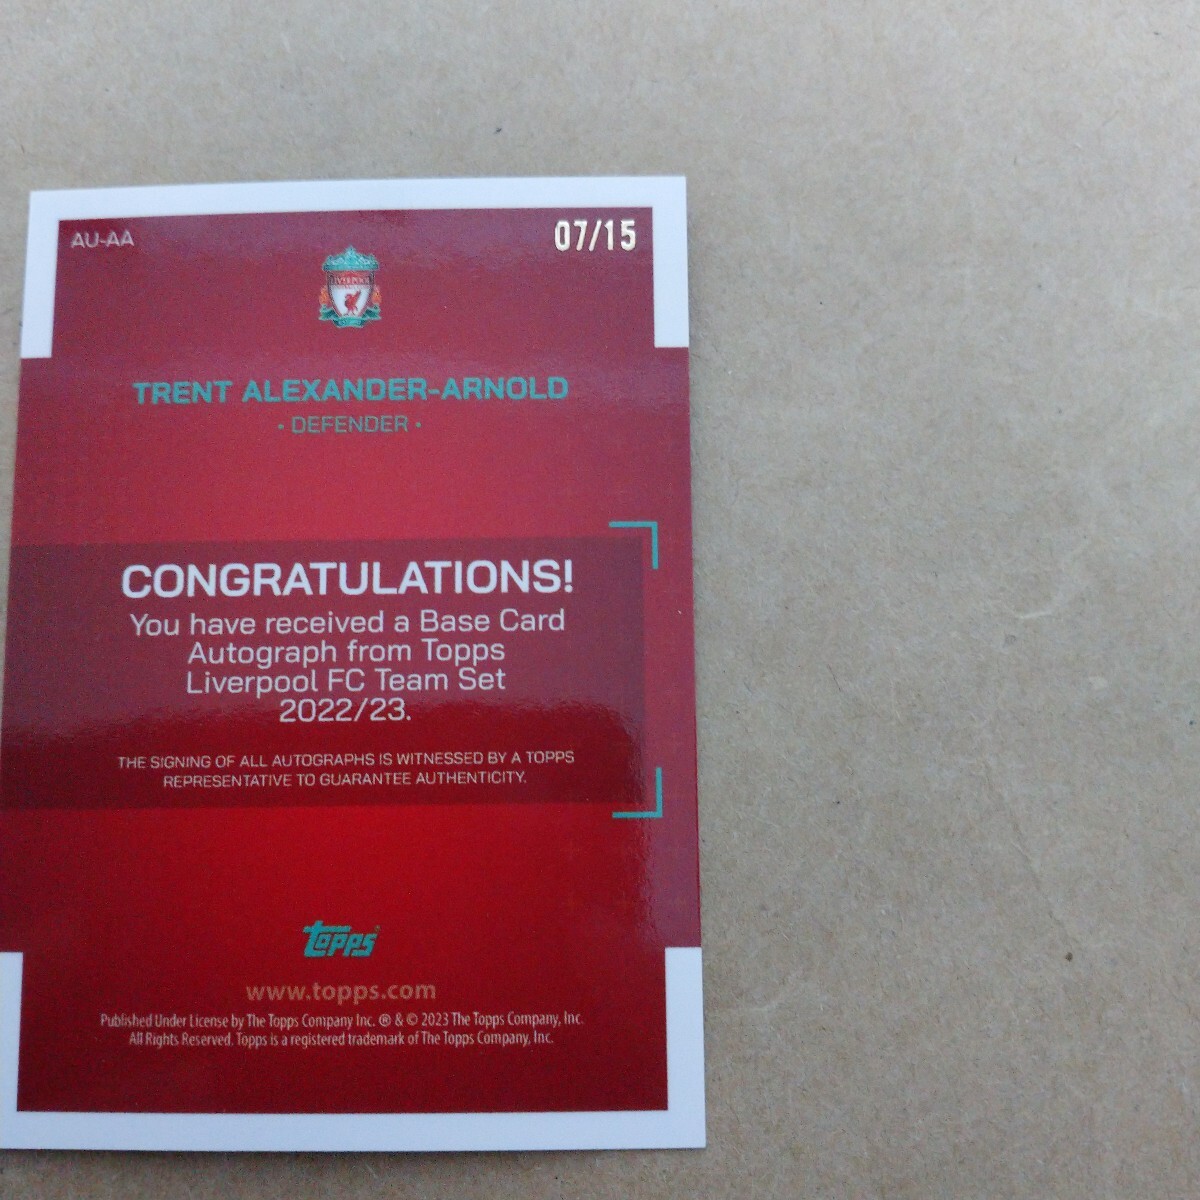 AU-AA
07/15
LIVERPOOL
TRENT ALEXANDER-ARNOLD
• DEFENDER •
CONGRATULATIONS!
You have received a Base Card
Autograph from Topps
Liverpool FC Team Set
2022/23.
THE SIGNING OF ALL AUTOGRAPHS IS WITNESSED BY A TOPPS
REPRESENTATIVE TO GUARANTEE AUTHENTICITY.
topps
www.topps.com
Published Under License by The Topps Company Inc. ® & © 2023 The Topps Company, Inc.
All Rights Reserved. Topps is a registered trademark of The Topps Company, Inc.